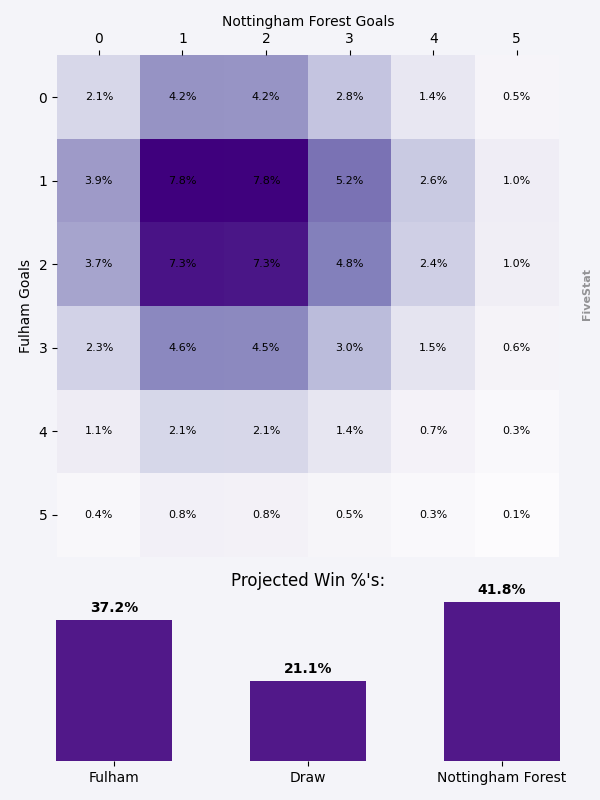 Nottingham Forest Goals
0 1 2 3 4 5
0 2.1% 4.2% 4.2% 2.8% 1.4% 0.5%
1 3.9% 7.8% 7.8% 5.2% 2.6% 1.0%
2 3.7% 7.3% 7.3% 4.8% 2.4% 1.0%
3 2.3% 4.6% 4.5% 3.0% 1.5% 0.6%
4 1.1% 2.1% 2.1% 1.4% 0.7% 0.3%
5 0.4% 0.8% 0.8% 0.5% 0.3% 0.1%
Fulham Goals
FiveStat
Projected Win %'s:
37.2% 21.1% 41.8%
Fulham Draw Nottingham Forest